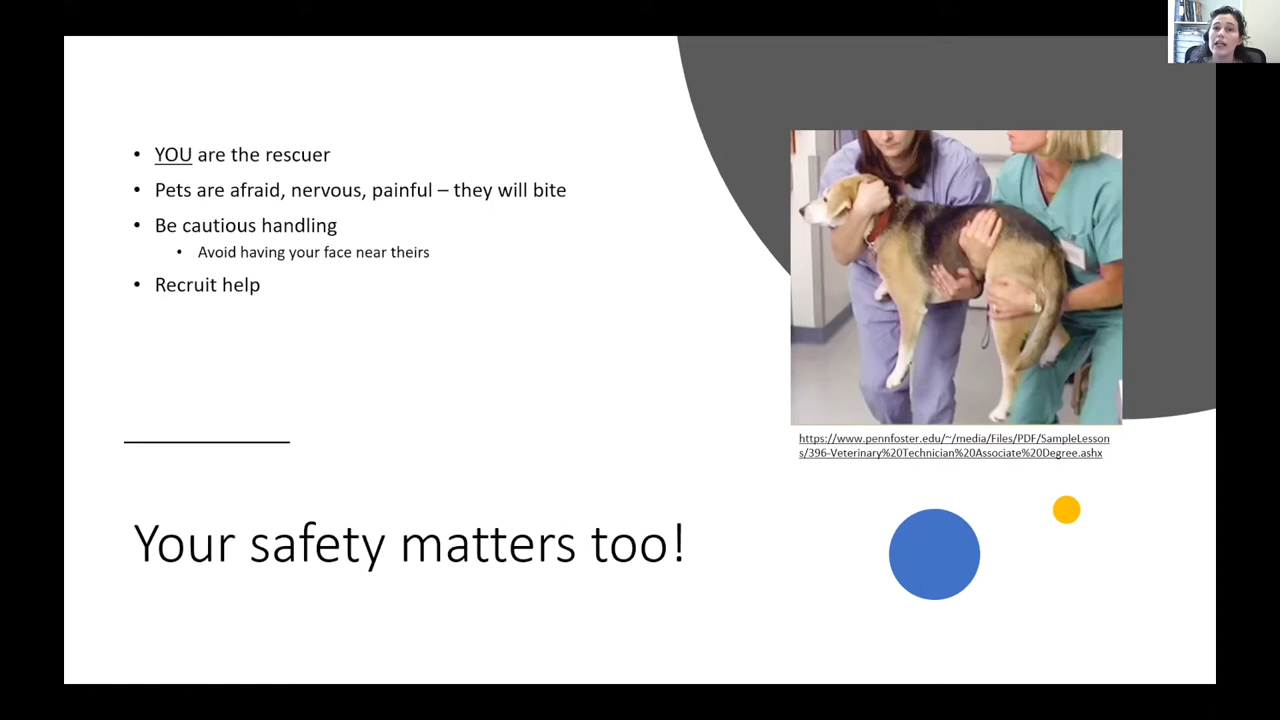 • YOU are the rescuer
• Pets are afraid, nervous, painful – they will bite
• Be cautious handling
• Avoid having your face near theirs
• Recruit help
https://www.pennfoster.edu/~/media/Files/PDF/SampleLesson
s/396-Veterinary%20Technician%20Associate%20Degree.ashx
Your safety matters too!